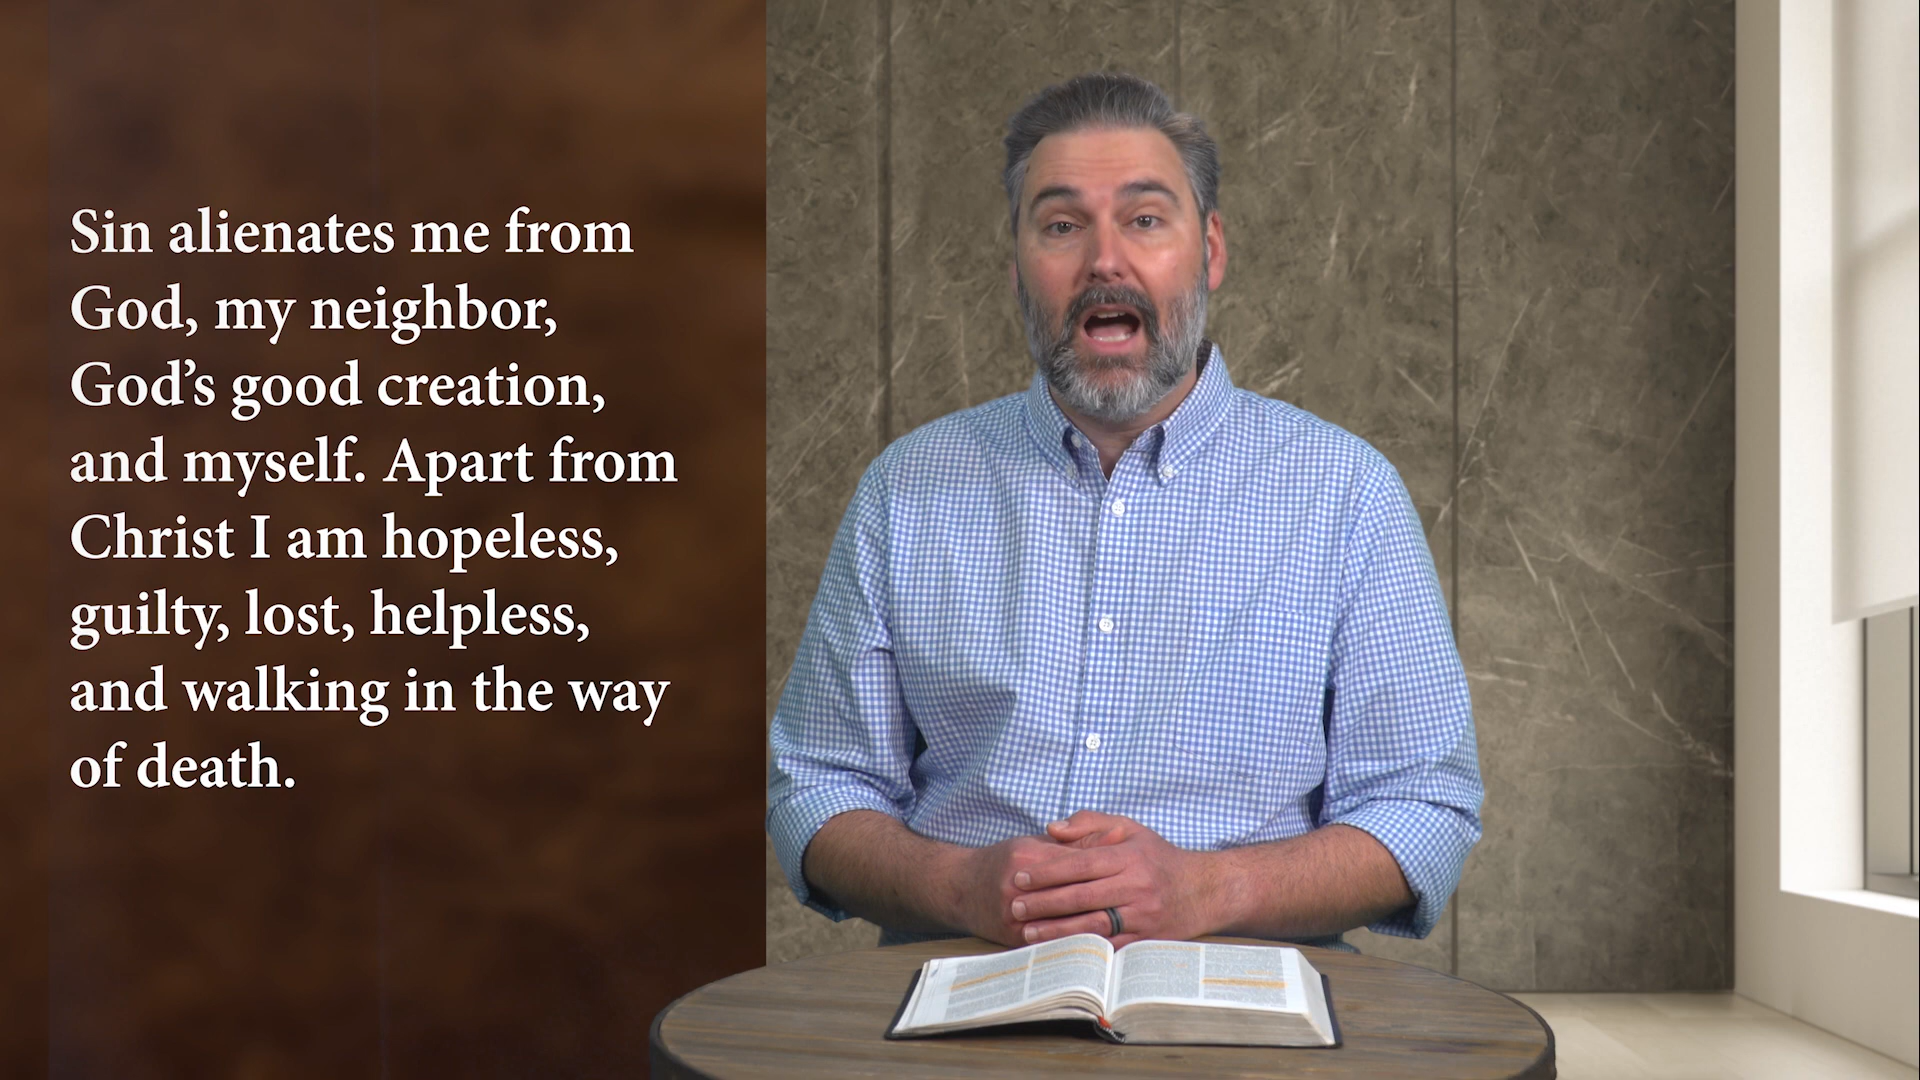 Sin alienates me from
God, my neighbor,
God’s good creation,
and myself. Apart from
Christ I am hopeless,
guilty, lost, helpless,
and walking in the way
of death.